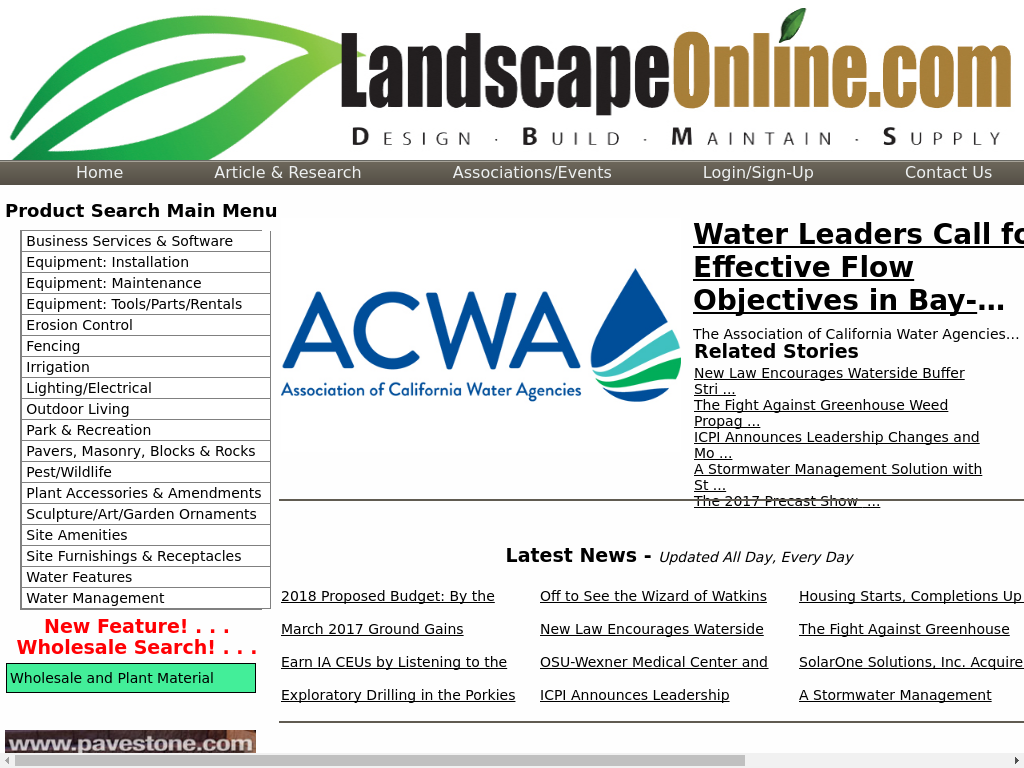 LandscapeOnline.com
DESIGN · BUILD · MAINTAIN · SUPPLY
Home Article & Research Associations/Events Login/Sign-Up Contact Us
Product Search Main Menu
Business Services & Software
Equipment: Installation
Equipment: Maintenance
Equipment: Tools/Parts/Rentals
Erosion Control
Fencing
Irrigation
Lighting/Electrical
Outdoor Living
Park & Recreation
Pavers, Masonry, Blocks & Rocks
Pest/Wildlife
Plant Accessories & Amendments
Sculpture/Art/Garden Ornaments
Site Amenities
Site Furnishings & Receptacles
Water Features
Water Management
New Feature! . . .
Wholesale Search! . . .
Wholesale and Plant Material
www.pavestone.com
ACWA
Association of California Water Agencies
Water Leaders Call fo
Effective Flow
Objectives in Bay-...
The Association of California Water Agencies...
Related Stories
New Law Encourages Waterside Buffer
Stri ...
The Fight Against Greenhouse Weed
Propag ...
ICPI Announces Leadership Changes and
Mo ...
A Stormwater Management Solution with
St ...
The 2017 Precast Show ...
Latest News - Updated All Day, Every Day
2018 Proposed Budget: By the Off to See the Wizard of Watkins Housing Starts, Completions Up
March 2017 Ground Gains New Law Encourages Waterside The Fight Against Greenhouse
Earn IA CEUs by Listening to the OSU-Wexner Medical Center and SolarOne Solutions, Inc. Acquire
Exploratory Drilling in the Porkies ICPI Announces Leadership A Stormwater Management